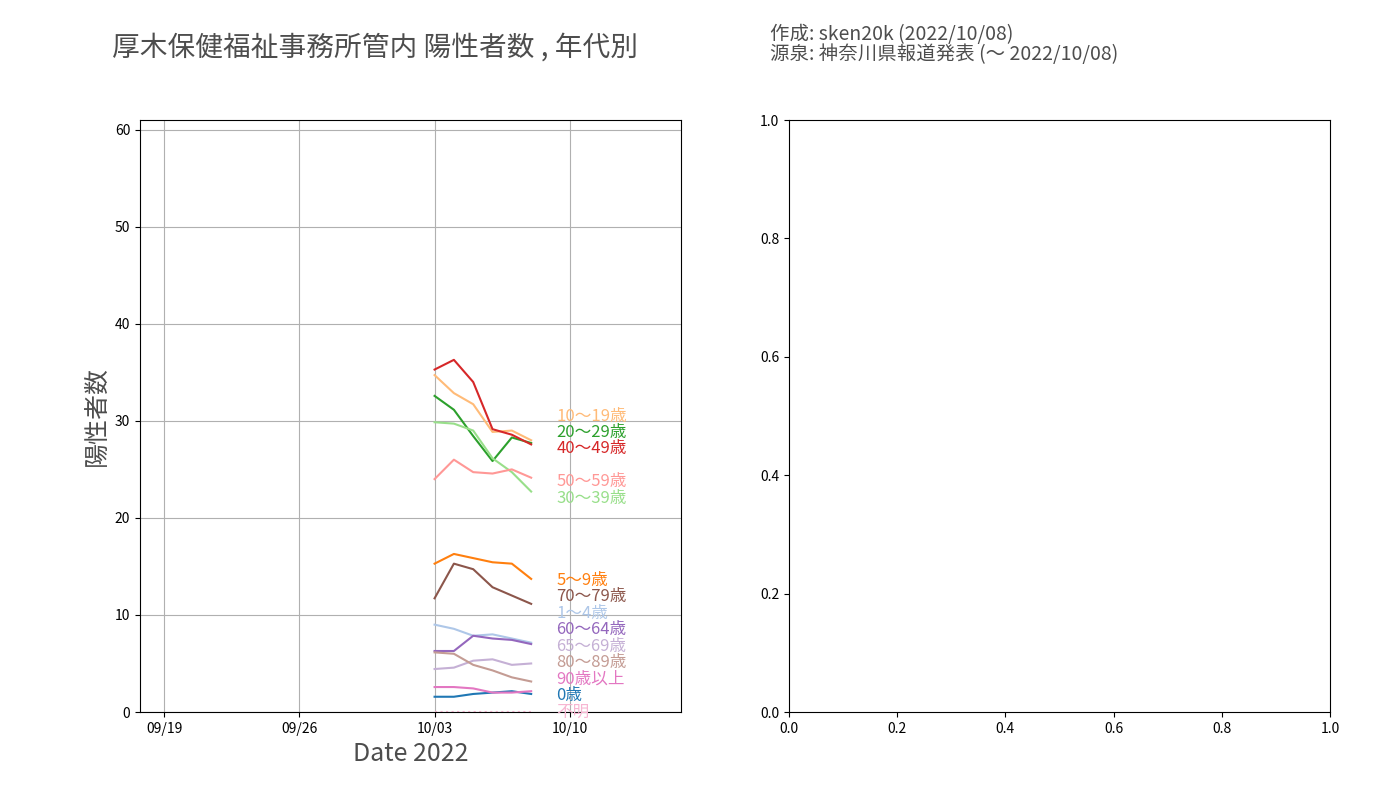 厚木保健福祉事務所管内 陽性者数 , 年代別
作成: sken20k (2022/10/08)
源泉: 神奈川県報道発表 (〜 2022/10/08)
陽性者数
60
50
40
30
20
10
0
10〜19歳
20〜29歳
40〜49歳
50〜59歳
30〜39歳
5〜9歳
70〜79歳
1〜4歳
60〜64歳
65〜69歳
80〜89歳
90歳以上
0歳
不明
09/19 09/26 10/03 10/10
Date 2022
1.0
0.8
0.6
0.4
0.2
0.0
0.0 0.2 0.4 0.6 0.8 1.0